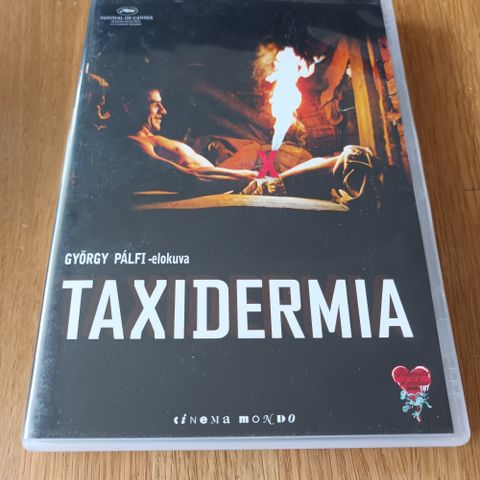 FESTIVAL DE CANNES
X
GYÖRGY PÁLFI -elokuva
TAXIDERMIA
CINEMA MONDO